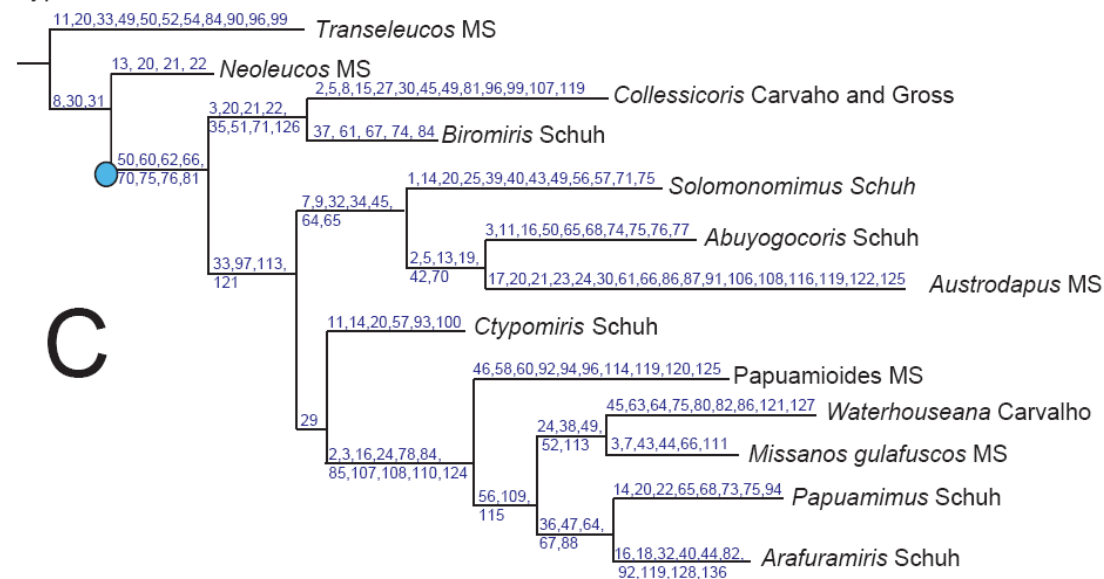 11,20,33,49,50,52,54,84,90,96,99
Transeleucos MS
13, 20, 21, 22
Neoleucos MS
8,30,31
2,5,8,15,27,30,45,49,81,96,99,107,119
Collessicoris Carvaho and Gross
3,20,21,22,
35,51,71,126
37, 61, 67, 74, 84
Biromiris Schuh
50,60,62,66,
70,75,76,81
1,14,20,25,39,40,43,49,56,57,71,75
Solomonomimus Schuh
7,9,32,34,45,
64,65
3,11,16,50,65,68,74,75,76,77
Abuyogocoris Schuh
2,5,13,19,
42,70
17,20,21,23,24,30,61,66,86,87,91,106,108,116,119,122,125
Austrodapus MS
33,97,113,
121
C
11,14,20,57,93,100
Ctypomiris Schuh
46,58,60,92,94,96,114,119,120,125
Papuamioides MS
29
45,63,64,75,80,82,86,121,127
Waterhouseana Carvalho
24,38,49,
52,113
3,7,43,44,66,111
Missanos gulafuscos MS
2,3,16,24,78,84,
85,107,108,110,124
14,20,22,65,68,73,75,94
Papuamimus Schuh
56,109,
115
36,47,64,
67,88
16,18,32,40,44,82,
92,119,128,136
Arafuramiris Schuh